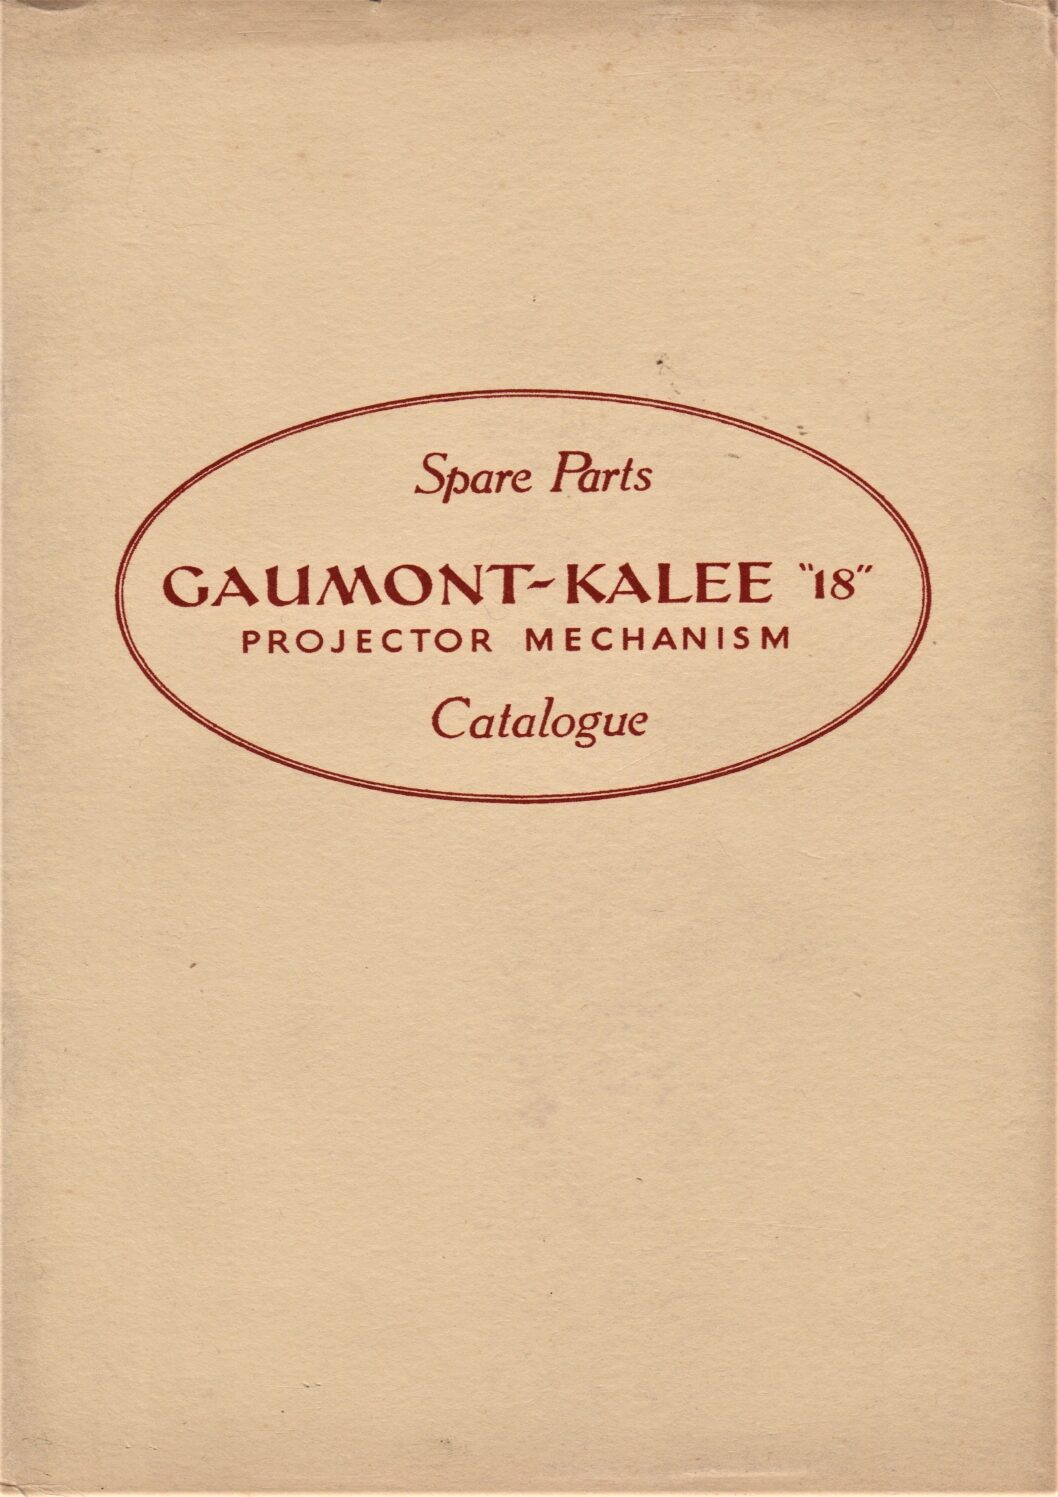 Spare Parts
GAUMONT-KALEE "18"
PROJECTOR MECHANISM
Catalogue